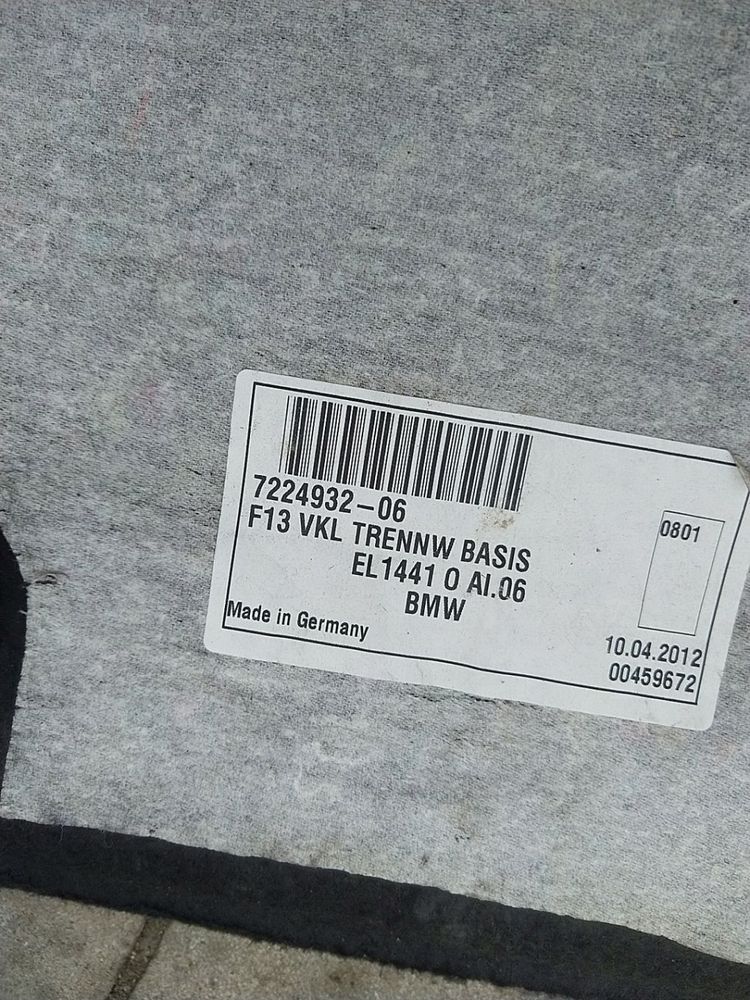 7224932-06
F13 VKL TRENNW BASIS
EL1441 0 AI.06
BMW
Made in Germany
0801
10.04.2012
00459672